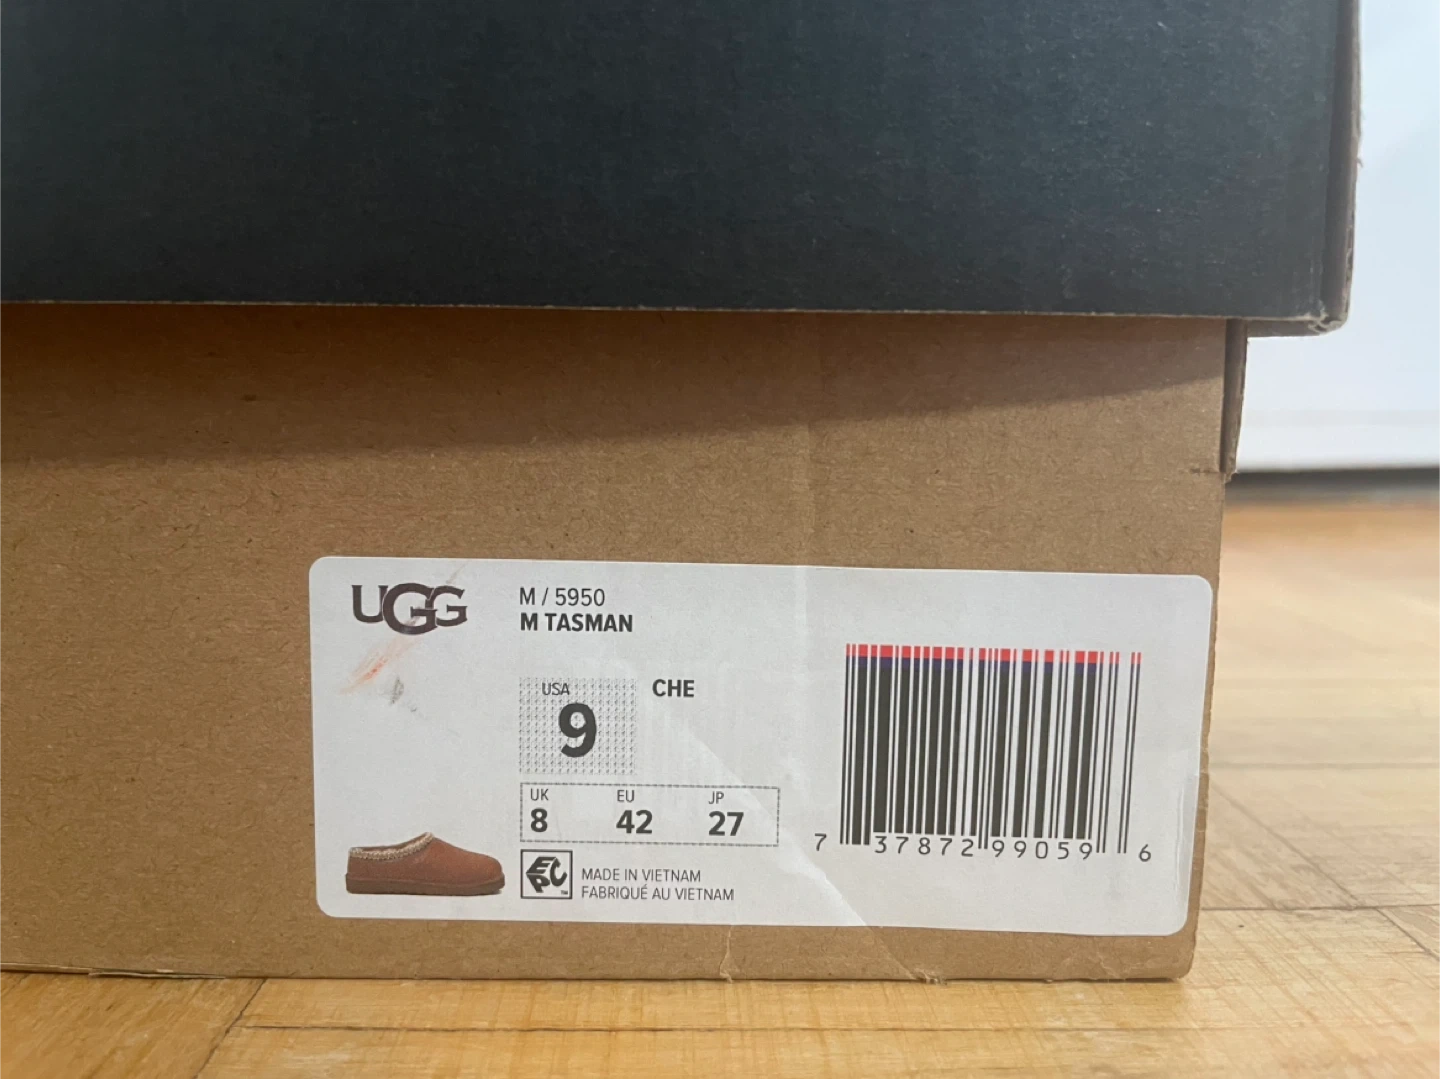 UGG
M / 5950
M TASMAN
USA
9
CHE
UK EU JP
8 42 27
EPC™
MADE IN VIETNAM
FABRIQUÉ AU VIETNAM
7 37872 99059 6